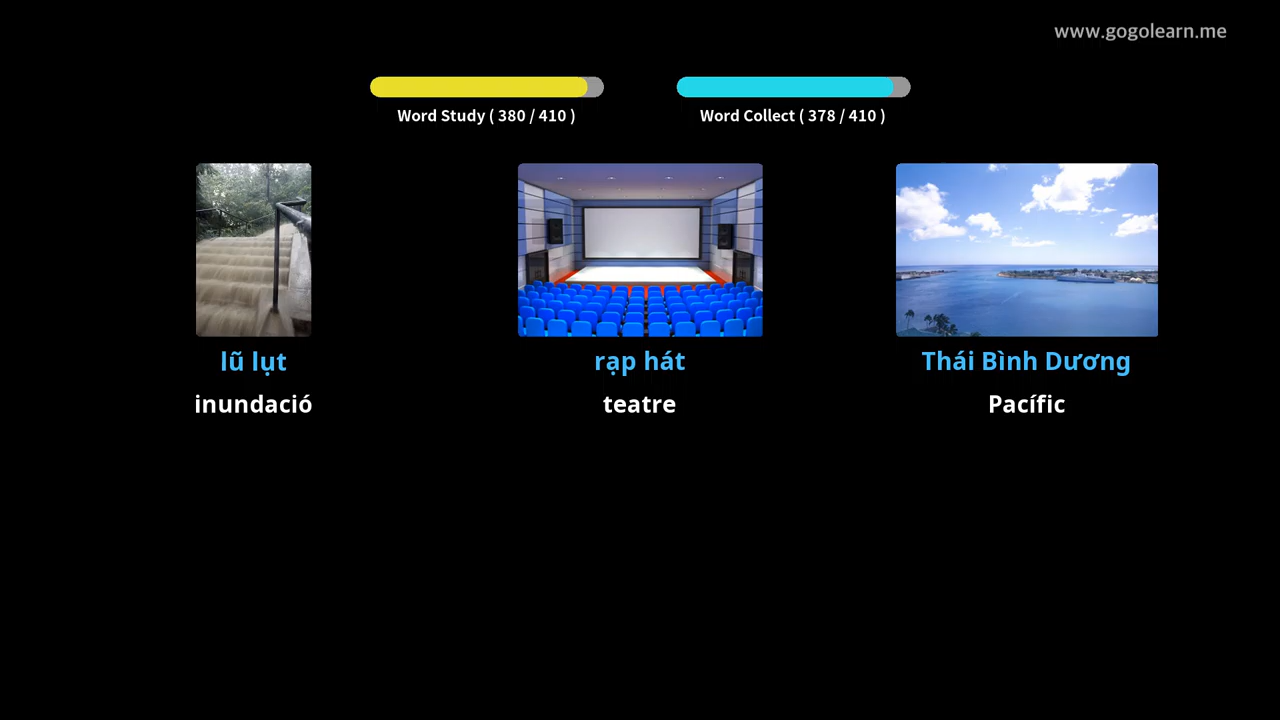 www.gogolearn.me
Word Study ( 380 / 410 )
Word Collect ( 378 / 410 )
lũ lụt
rạp hát
Thái Bình Dương
inundació
teatre
Pacífic